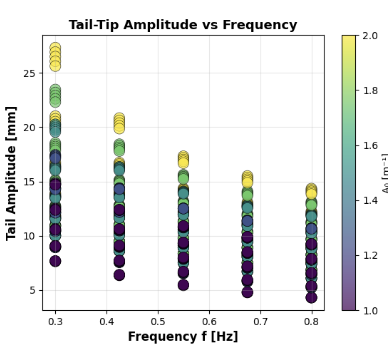 Tail-Tip Amplitude vs Frequency
Tail Amplitude [mm]
25
20
15
10
5
0.3 0.4 0.5 0.6 0.7 0.8
Frequency f [Hz]
2.0
1.8
1.6
1.4
1.2
1.0
A₀ [m⁻¹]